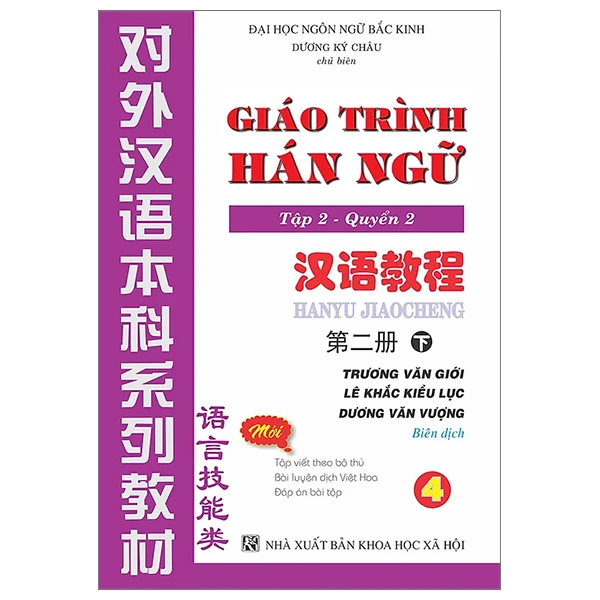 ĐẠI HỌC NGÔN NGỮ BẮC KINH
DƯƠNG KÝ CHÂU
chủ biên
对外汉语本科系列教材
GIÁO TRÌNH
HÁN NGỮ
Tập 2 - Quyển 2
汉语教程
HANYU JIAOCHENG
第二册 下
TRƯƠNG VĂN GIỚI
LÊ KHẮC KIỀU LỤC
DƯƠNG VĂN VƯỢNG
Biên dịch
语言技能类
Mới
Tập viết theo bộ thủ
Bài luyện dịch Việt Hoa
Đáp án bài tập
4
NHÀ XUẤT BẢN KHOA HỌC XÃ HỘI